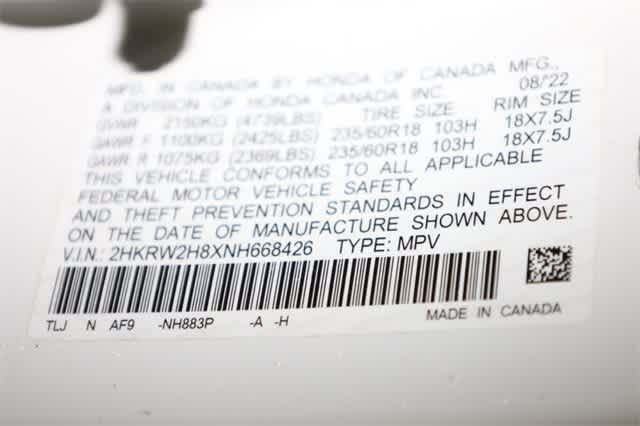 MFD. IN CANADA BY HONDA OF CANADA MFG.,
A DIVISION OF HONDA CANADA INC. 08/'22
GVWR 2150KG (4739LBS) TIRE SIZE RIM SIZE
GAWR F 1100KG (2425LBS) 235/60R18 103H 18X7.5J
GAWR R 1075KG (2369LBS) 235/60R18 103H 18X7.5J
THIS VEHICLE CONFORMS TO ALL APPLICABLE
FEDERAL MOTOR VEHICLE SAFETY
AND THEFT PREVENTION STANDARDS IN EFFECT
ON THE DATE OF MANUFACTURE SHOWN ABOVE.
V.I.N.: 2HKRW2H8XNH668426 TYPE: MPV
TLJ N AF9 -NH883P -A -H MADE IN CANADA